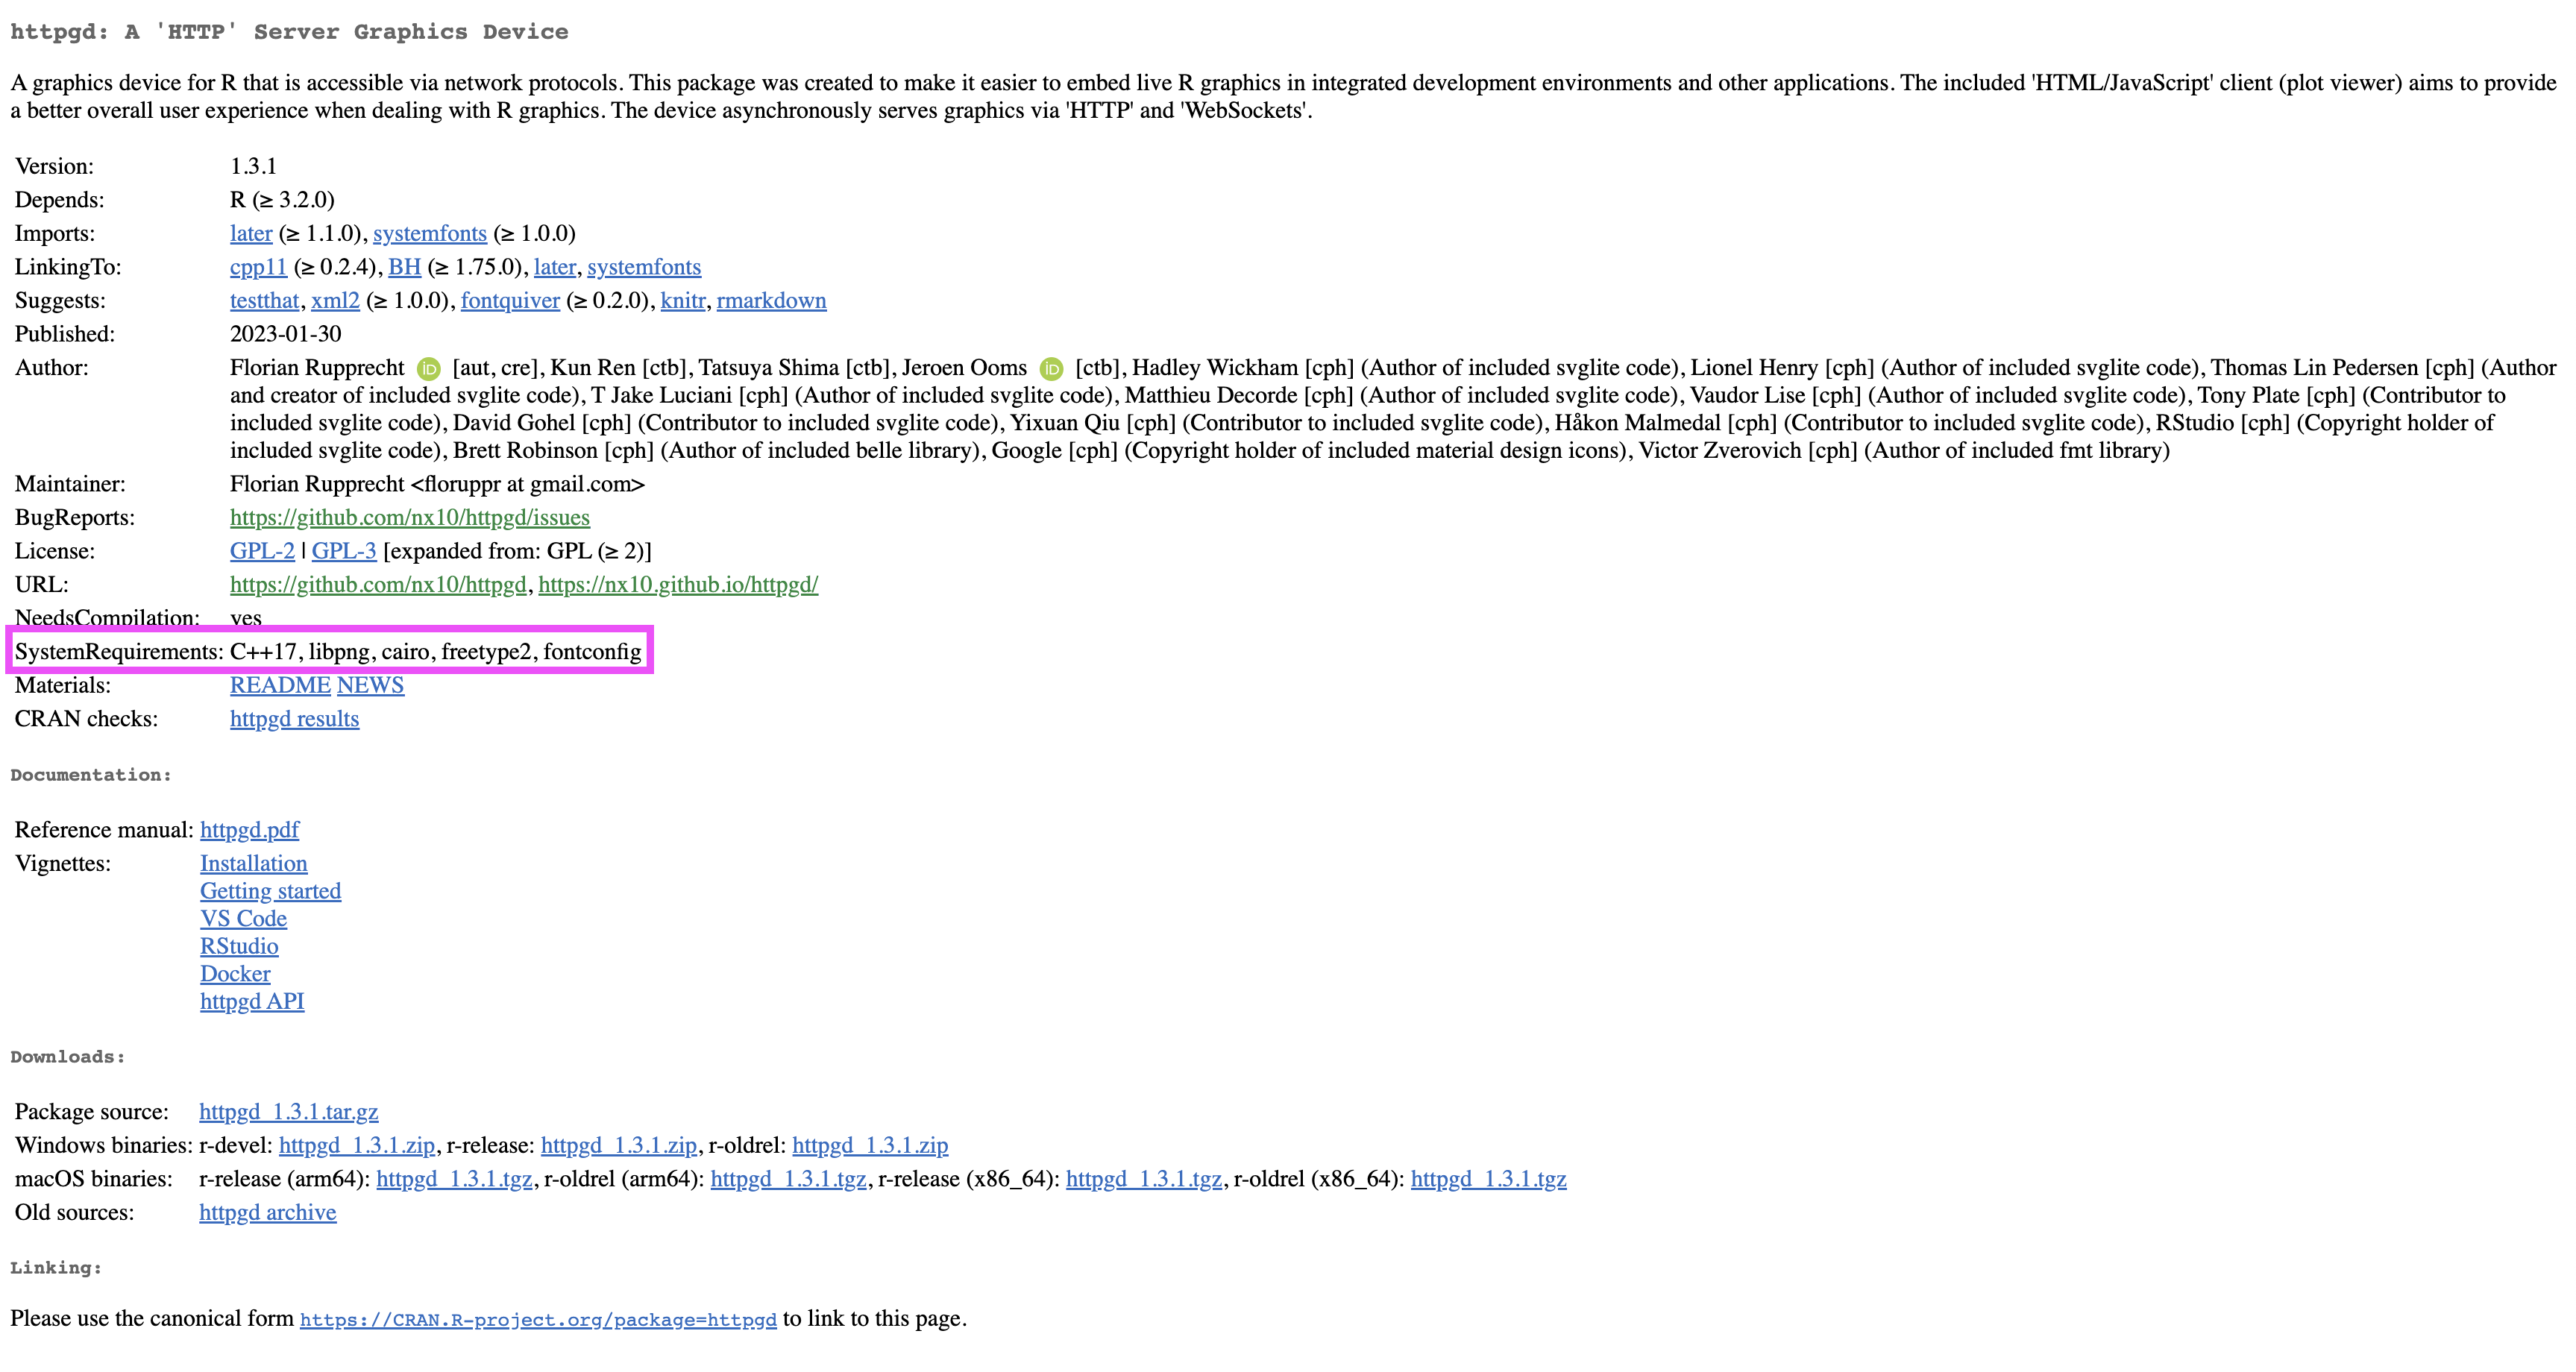 httpgd: A 'HTTP' Server Graphics Device
A graphics device for R that is accessible via network protocols. This package was created to make it easier to embed live R graphics in integrated development environments and other applications. The included 'HTML/JavaScript' client (plot viewer) aims to provide
a better overall user experience when dealing with R graphics. The device asynchronously serves graphics via 'HTTP' and 'WebSockets'.
Version: 1.3.1
Depends: R (≥ 3.2.0)
Imports: later (≥ 1.1.0), systemfonts (≥ 1.0.0)
LinkingTo: cpp11 (≥ 0.2.4), BH (≥ 1.75.0), later, systemfonts
Suggests: testthat, xml2 (≥ 1.0.0), fontquiver (≥ 0.2.0), knitr, rmarkdown
Published: 2023-01-30
Author: Florian Rupprecht iD [aut, cre], Kun Ren [ctb], Tatsuya Shima [ctb], Jeroen Ooms iD [ctb], Hadley Wickham [cph] (Author of included svglite code), Lionel Henry [cph] (Author of included svglite code), Thomas Lin Pedersen [cph] (Author
and creator of included svglite code), T Jake Luciani [cph] (Author of included svglite code), Matthieu Decorde [cph] (Author of included svglite code), Vaudor Lise [cph] (Author of included svglite code), Tony Plate [cph] (Contributor to
included svglite code), David Gohel [cph] (Contributor to included svglite code), Yixuan Qiu [cph] (Contributor to included svglite code), Håkon Malmedal [cph] (Contributor to included svglite code), RStudio [cph] (Copyright holder of
included svglite code), Brett Robinson [cph] (Author of included belle library), Google [cph] (Copyright holder of included material design icons), Victor Zverovich [cph] (Author of included fmt library)
Maintainer: Florian Rupprecht <floruppr at gmail.com>
BugReports: https://github.com/nx10/httpgd/issues
License: GPL-2 | GPL-3 [expanded from: GPL (≥ 2)]
URL: https://github.com/nx10/httpgd, https://nx10.github.io/httpgd/
NeedsCompilation: yes
SystemRequirements: C++17, libpng, cairo, freetype2, fontconfig
Materials: README NEWS
CRAN checks: httpgd results
Documentation:
Reference manual: httpgd.pdf
Vignettes: Installation
Getting started
VS Code
RStudio
Docker
httpgd API
Downloads:
Package source: httpgd_1.3.1.tar.gz
Windows binaries: r-devel: httpgd_1.3.1.zip, r-release: httpgd_1.3.1.zip, r-oldrel: httpgd_1.3.1.zip
macOS binaries: r-release (arm64): httpgd_1.3.1.tgz, r-oldrel (arm64): httpgd_1.3.1.tgz, r-release (x86_64): httpgd_1.3.1.tgz, r-oldrel (x86_64): httpgd_1.3.1.tgz
Old sources: httpgd archive
Linking:
Please use the canonical form https://CRAN.R-project.org/package=httpgd to link to this page.